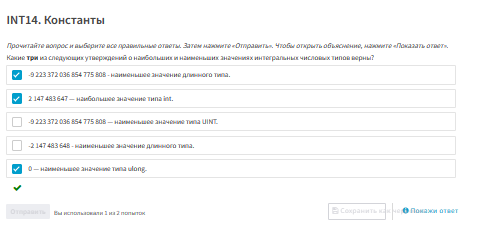 INT14. Константы
Прочитайте вопрос и выберите все правильные ответы. Затем нажмите «Отправить». Чтобы открыть объяснение, нажмите «Показать ответ».
Какие три из следующих утверждений о наибольших и наименьших значениях интегральных числовых типов верны?
-9 223 372 036 854 775 808 - наименьшее значение длинного типа.
2 147 483 647 — наибольшее значение типа int.
-9 223 372 036 854 775 808 — наименьшее значение типа UINT.
-2 147 483 648 - наименьшее значение длинного типа.
0 — наименьшее значение типа ulong.
Отправить
Вы использовали 1 из 2 попыток
Сохранить
Покажи ответ